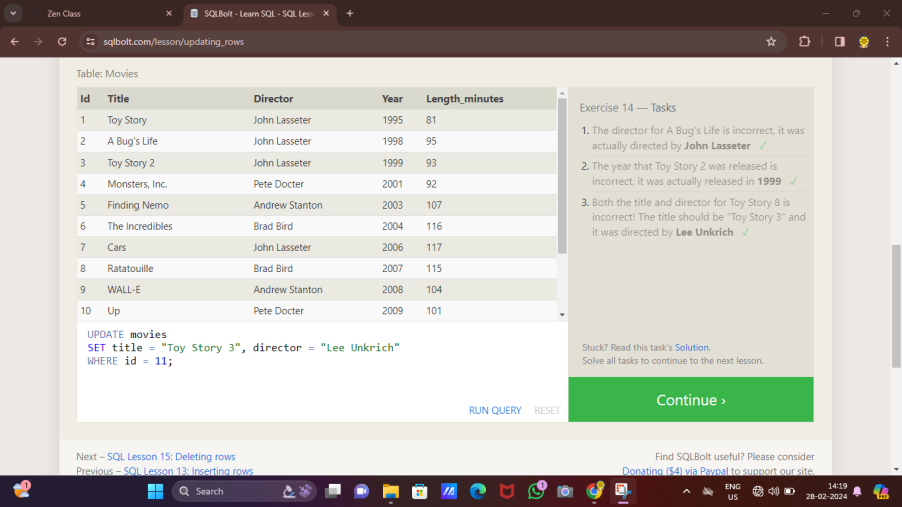 Zen Class
SQLBolt - Learn SQL - SQL Less
sqlbolt.com/lesson/updating_rows
Table: Movies
Id Title Director Year Length_minutes
1 Toy Story John Lasseter 1995 81
2 A Bug's Life John Lasseter 1998 95
3 Toy Story 2 John Lasseter 1999 93
4 Monsters, Inc. Pete Docter 2001 92
5 Finding Nemo Andrew Stanton 2003 107
6 The Incredibles Brad Bird 2004 116
7 Cars John Lasseter 2006 117
8 Ratatouille Brad Bird 2007 115
9 WALL-E Andrew Stanton 2008 104
10 Up Pete Docter 2009 101
Exercise 14 — Tasks
1. The director for A Bug's Life is incorrect, it was
actually directed by John Lasseter ✓
2. The year that Toy Story 2 was released is
incorrect, it was actually released in 1999 ✓
3. Both the title and director for Toy Story 8 is
incorrect! The title should be "Toy Story 3" and
it was directed by Lee Unkrich ✓
UPDATE movies
SET title = "Toy Story 3", director = "Lee Unkrich"
WHERE id = 11;
RUN QUERY RESET
Stuck? Read this task's Solution.
Solve all tasks to continue to the next lesson.
Continue ›
Next – SQL Lesson 15: Deleting rows
Previous – SQL Lesson 13: Inserting rows
Find SQLBolt useful? Please consider
Donating ($4) via Paypal to support our site.
1
Search
1
ENG
US
14:19
28-02-2024